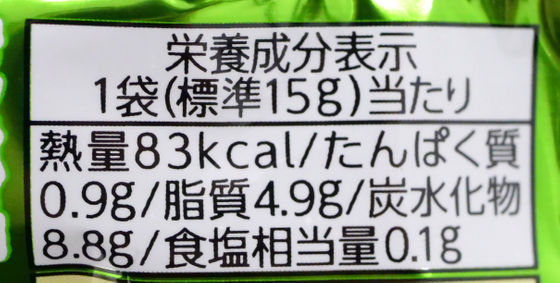 栄養成分表示
1袋(標準15g)当たり
熱量83kcal/たんぱく質
0.9g/脂質4.9g/炭水化物
8.8g/食塩相当量0.1g